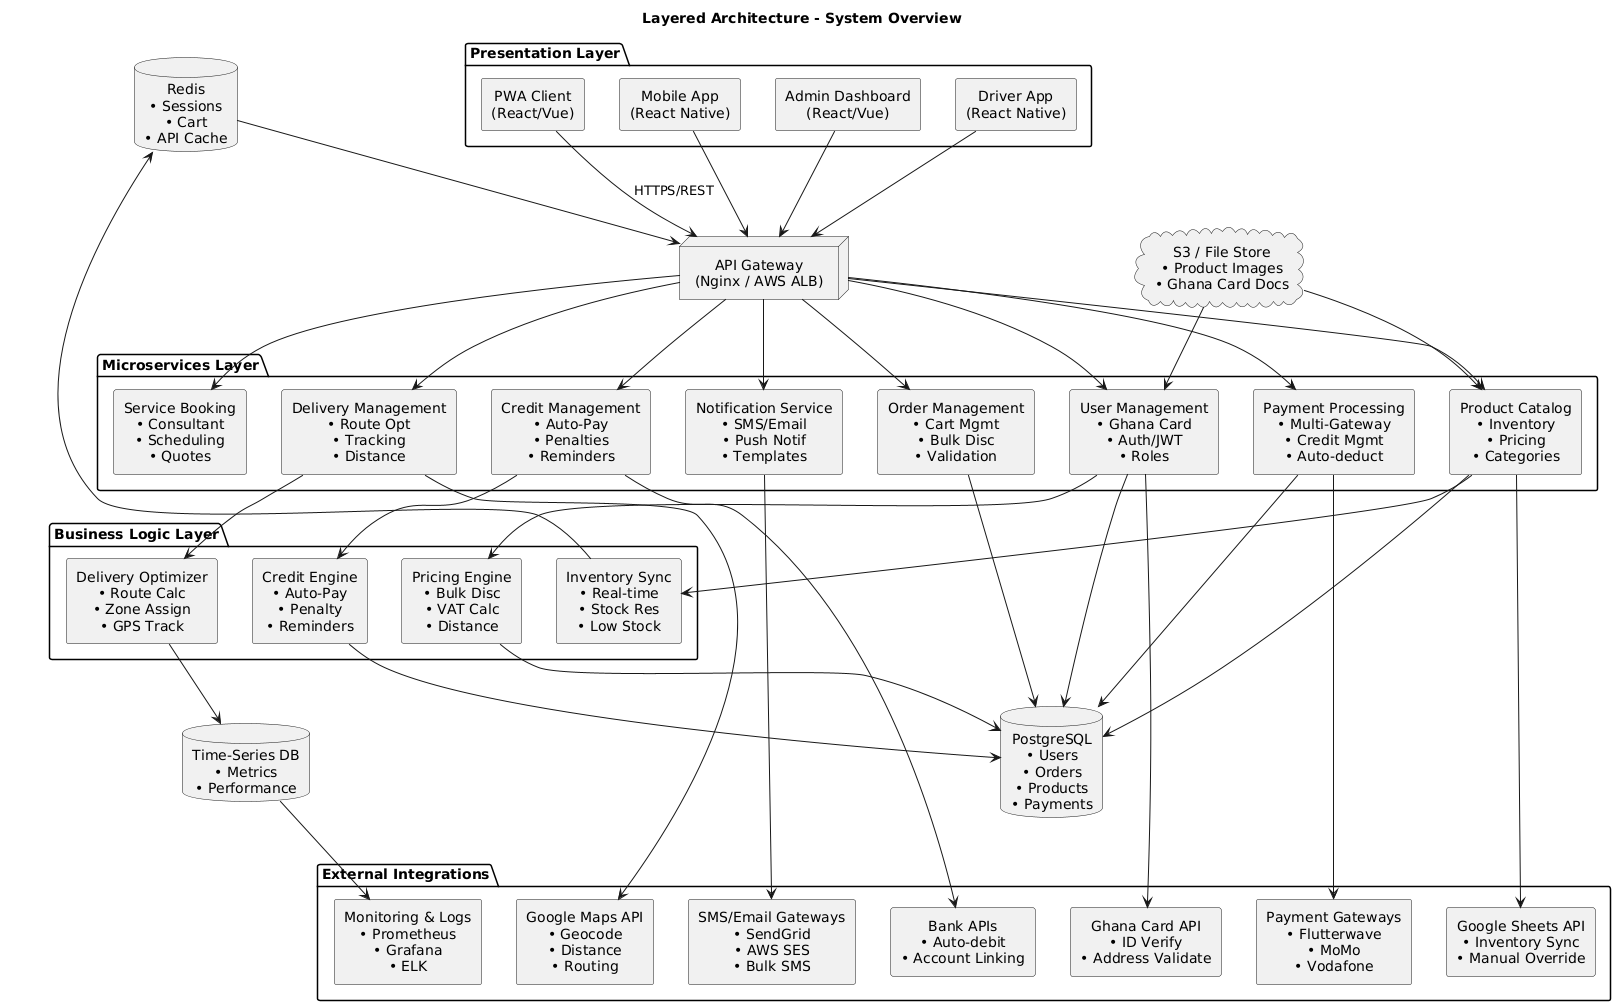 Layered Architecture - System Overview
Presentation Layer
PWA Client
(React/Vue)
Mobile App
(React Native)
Admin Dashboard
(React/Vue)
Driver App
(React Native)
Redis
• Sessions
• Cart
• API Cache
HTTPS/REST
API Gateway
(Nginx / AWS ALB)
S3 / File Store
• Product Images
• Ghana Card Docs
Microservices Layer
Service Booking
• Consultant
• Scheduling
• Quotes
Delivery Management
• Route Opt
• Tracking
• Distance
Credit Management
• Auto-Pay
• Penalties
• Reminders
Notification Service
• SMS/Email
• Push Notif
• Templates
Order Management
• Cart Mgmt
• Bulk Disc
• Validation
User Management
• Ghana Card
• Auth/JWT
• Roles
Payment Processing
• Multi-Gateway
• Credit Mgmt
• Auto-deduct
Product Catalog
• Inventory
• Pricing
• Categories
Business Logic Layer
Delivery Optimizer
• Route Calc
• Zone Assign
• GPS Track
Credit Engine
• Auto-Pay
• Penalty
• Reminders
Pricing Engine
• Bulk Disc
• VAT Calc
• Distance
Inventory Sync
• Real-time
• Stock Res
• Low Stock
Time-Series DB
• Metrics
• Performance
PostgreSQL
• Users
• Orders
• Products
• Payments
External Integrations
Monitoring & Logs
• Prometheus
• Grafana
• ELK
Google Maps API
• Geocode
• Distance
• Routing
SMS/Email Gateways
• SendGrid
• AWS SES
• Bulk SMS
Bank APIs
• Auto-debit
• Account Linking
Ghana Card API
• ID Verify
• Address Validate
Payment Gateways
• Flutterwave
• MoMo
• Vodafone
Google Sheets API
• Inventory Sync
• Manual Override